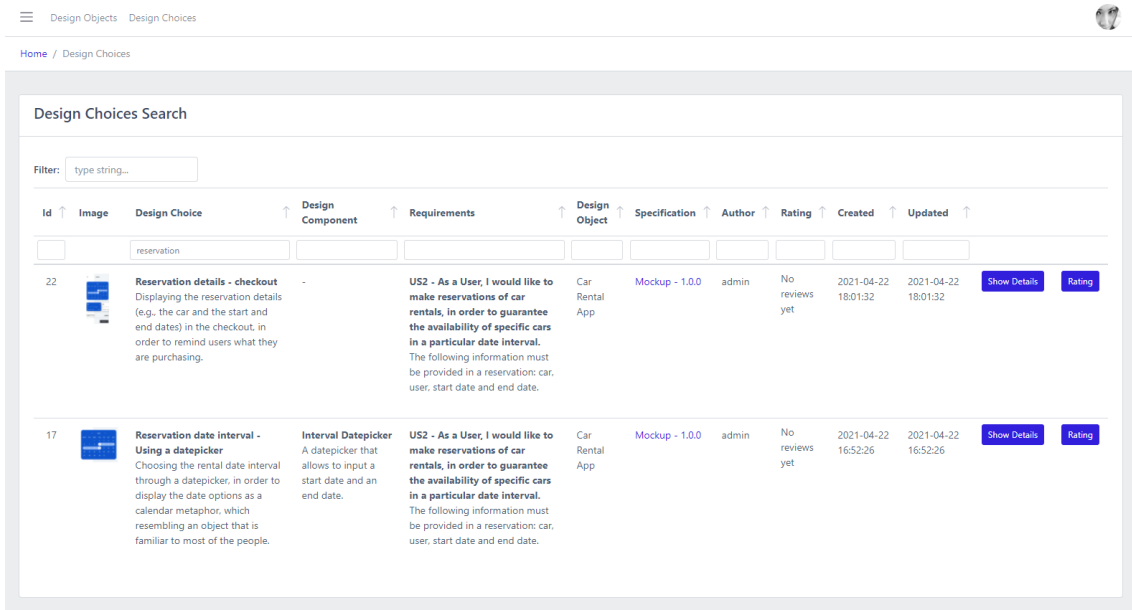 Design Objects Design Choices
Home / Design Choices
Design Choices Search
Filter: type string...
Id Image Design Choice Design Component Requirements Design Object Specification Author Rating Created Updated
reservation
22
Reservation details - checkout
Displaying the reservation details
(e.g., the car and the start and
end dates) in the checkout, in
order to remind users what they
are purchasing.
-
US2 - As a User, I would like to
make reservations of car
rentals, in order to guarantee
the availability of specific cars
in a particular date interval.
The following information must
be provided in a reservation: car,
user, start date and end date.
Car
Rental
App
Mockup - 1.0.0
admin
No
reviews
yet
2021-04-22
18:01:32
2021-04-22
18:01:32
Show Details
Rating
17
Reservation date interval -
Using a datepicker
Choosing the rental date interval
through a datepicker, in order to
display the date options as a
calendar metaphor, which
resembling an object that is
familiar to most of the people.
Interval Datepicker
A datepicker that
allows to input a
start date and an
end date.
US2 - As a User, I would like to
make reservations of car
rentals, in order to guarantee
the availability of specific cars
in a particular date interval.
The following information must
be provided in a reservation: car,
user, start date and end date.
Car
Rental
App
Mockup - 1.0.0
admin
No
reviews
yet
2021-04-22
16:52:26
2021-04-22
16:52:26
Show Details
Rating